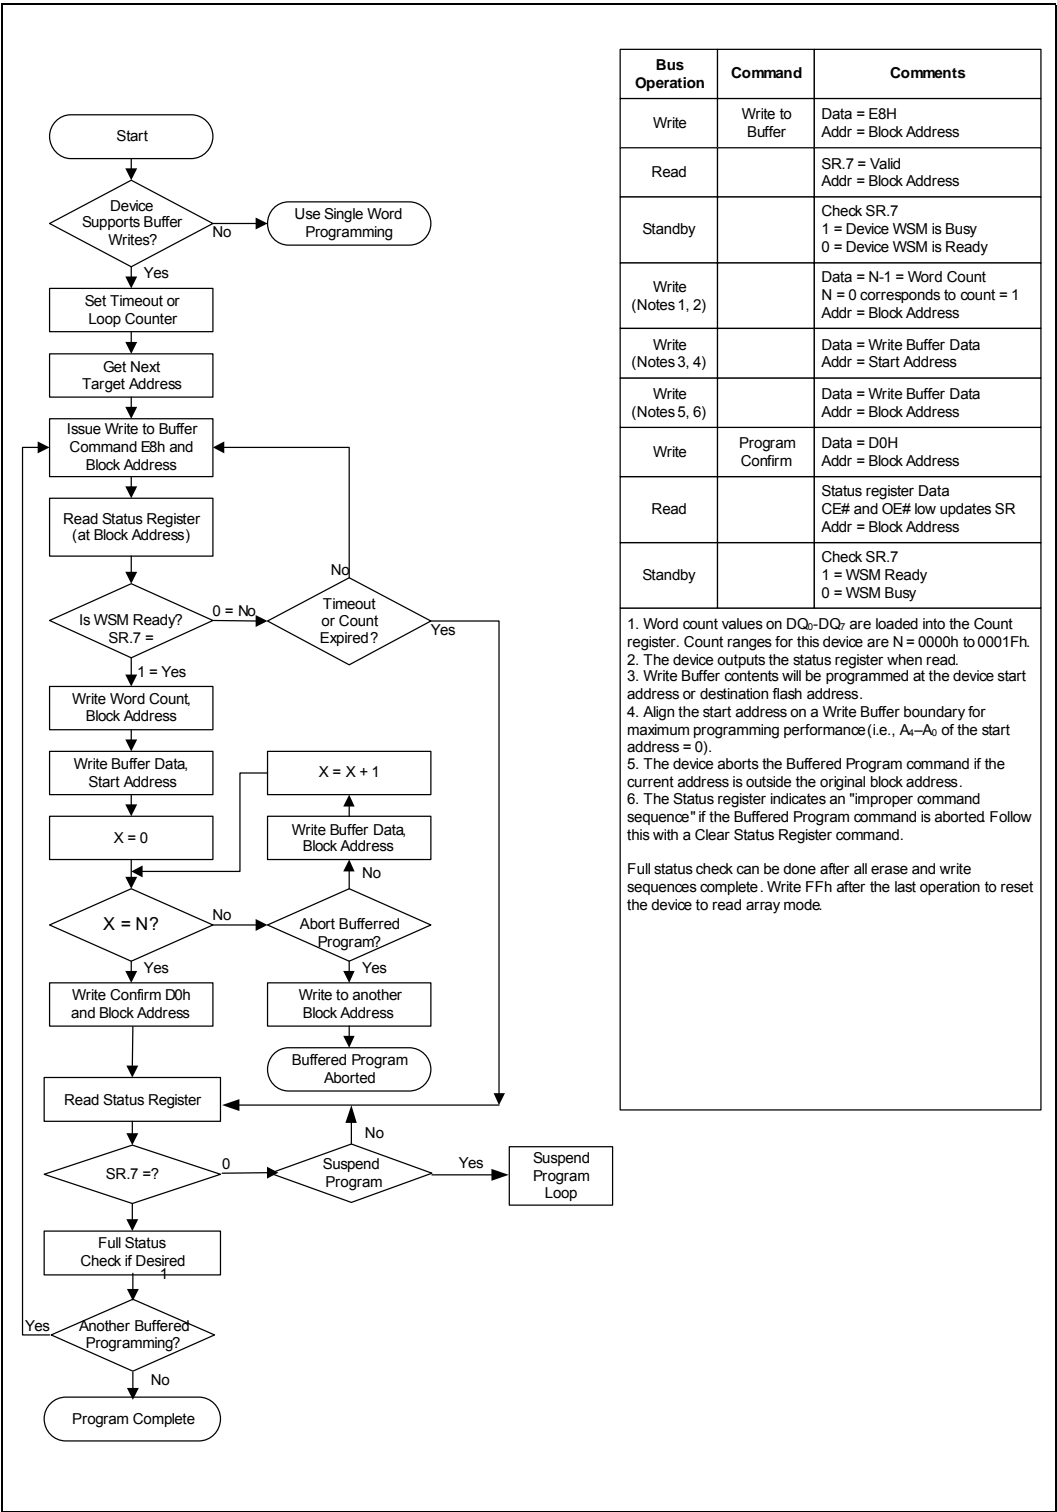 Start
Device
Supports Buffer
Writes?
No
Use Single Word
Programming
Yes
Set Timeout or
Loop Counter
Get Next
Target Address
Issue Write to Buffer
Command E8h and
Block Address
Read Status Register
(at Block Address)
No
Is WSM Ready?
SR.7 =
0 = No
Timeout
or Count
Expired?
Yes
1 = Yes
Write Word Count,
Block Address
Write Buffer Data,
Start Address
X = X + 1
X = 0
Write Buffer Data,
Block Address
No
X = N?
No
Abort Bufferred
Program?
Yes
Yes
Write Confirm D0h
and Block Address
Write to another
Block Address
Buffered Program
Aborted
Read Status Register
No
SR.7 =?
0
Suspend
Program
Yes
Suspend
Program
Loop
Full Status
Check if Desired
1
Yes
Another Buffered
Programming?
No
Program Complete
Bus
Operation
Command
Comments
Write
Write to
Buffer
Data = E8H
Addr = Block Address
Read
SR.7 = Valid
Addr = Block Address
Standby
Check SR.7
1 = Device WSM is Busy
0 = Device WSM is Ready
Write
(Notes 1, 2)
Data = N-1 = Word Count
N = 0 corresponds to count = 1
Addr = Block Address
Write
(Notes 3, 4)
Data = Write Buffer Data
Addr = Start Address
Write
(Notes 5, 6)
Data = Write Buffer Data
Addr = Block Address
Write
Program
Confirm
Data = D0H
Addr = Block Address
Read
Status register Data
CE# and OE# low updates SR
Addr = Block Address
Standby
Check SR.7
1 = WSM Ready
0 = WSM Busy
1. Word count values on DQ₀-DQ₇ are loaded into the Count
register. Count ranges for this device are N = 0000h to 0001Fh.
2. The device outputs the status register when read.
3. Write Buffer contents will be programmed at the device start
address or destination flash address.
4. Align the start address on a Write Buffer boundary for
maximum programming performance (i.e., A₄–A₀ of the start
address = 0).
5. The device aborts the Buffered Program command if the
current address is outside the original block address.
6. The Status register indicates an "improper command
sequence" if the Buffered Program command is aborted. Follow
this with a Clear Status Register command.
Full status check can be done after all erase and write
sequences complete. Write FFh after the last operation to reset
the device to read array mode.